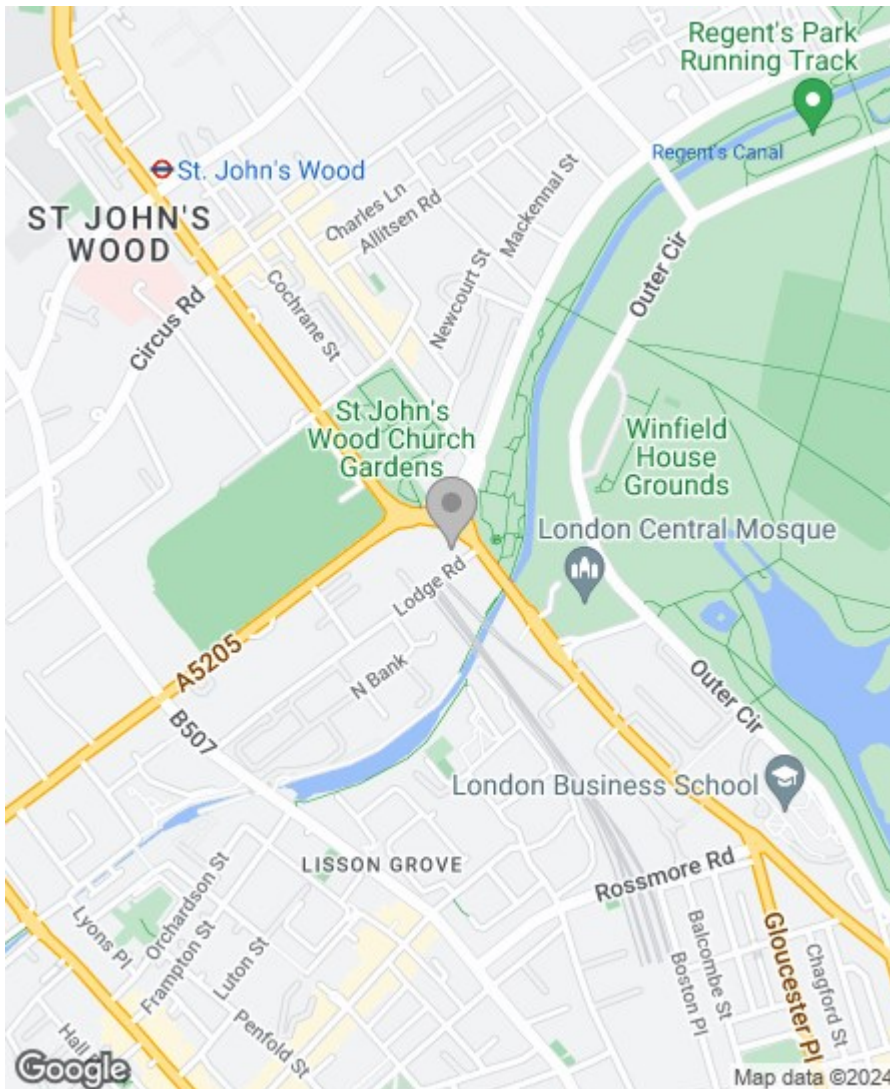 Regent's Park
Running Track
Regent's Canal
St. John's Wood
ST JOHN'S
WOOD
Charles Ln
Allitsen Rd
Mackennal St
Newcourt St
Cochrane St
Circus Rd
Outer Cir
St John's
Wood Church
Gardens
Winfield
House
Grounds
London Central Mosque
Lodge Rd
A5205
N Bank
B507
Outer Cir
London Business School
LISSON GROVE
Rossmore Rd
Orchardson St
Lyons Pl
Frampton St
Luton St
Penfold St
Hall
Balcombe St
Boston Pl
Gloucester Pl
Chagford St
Google
Map data ©2024